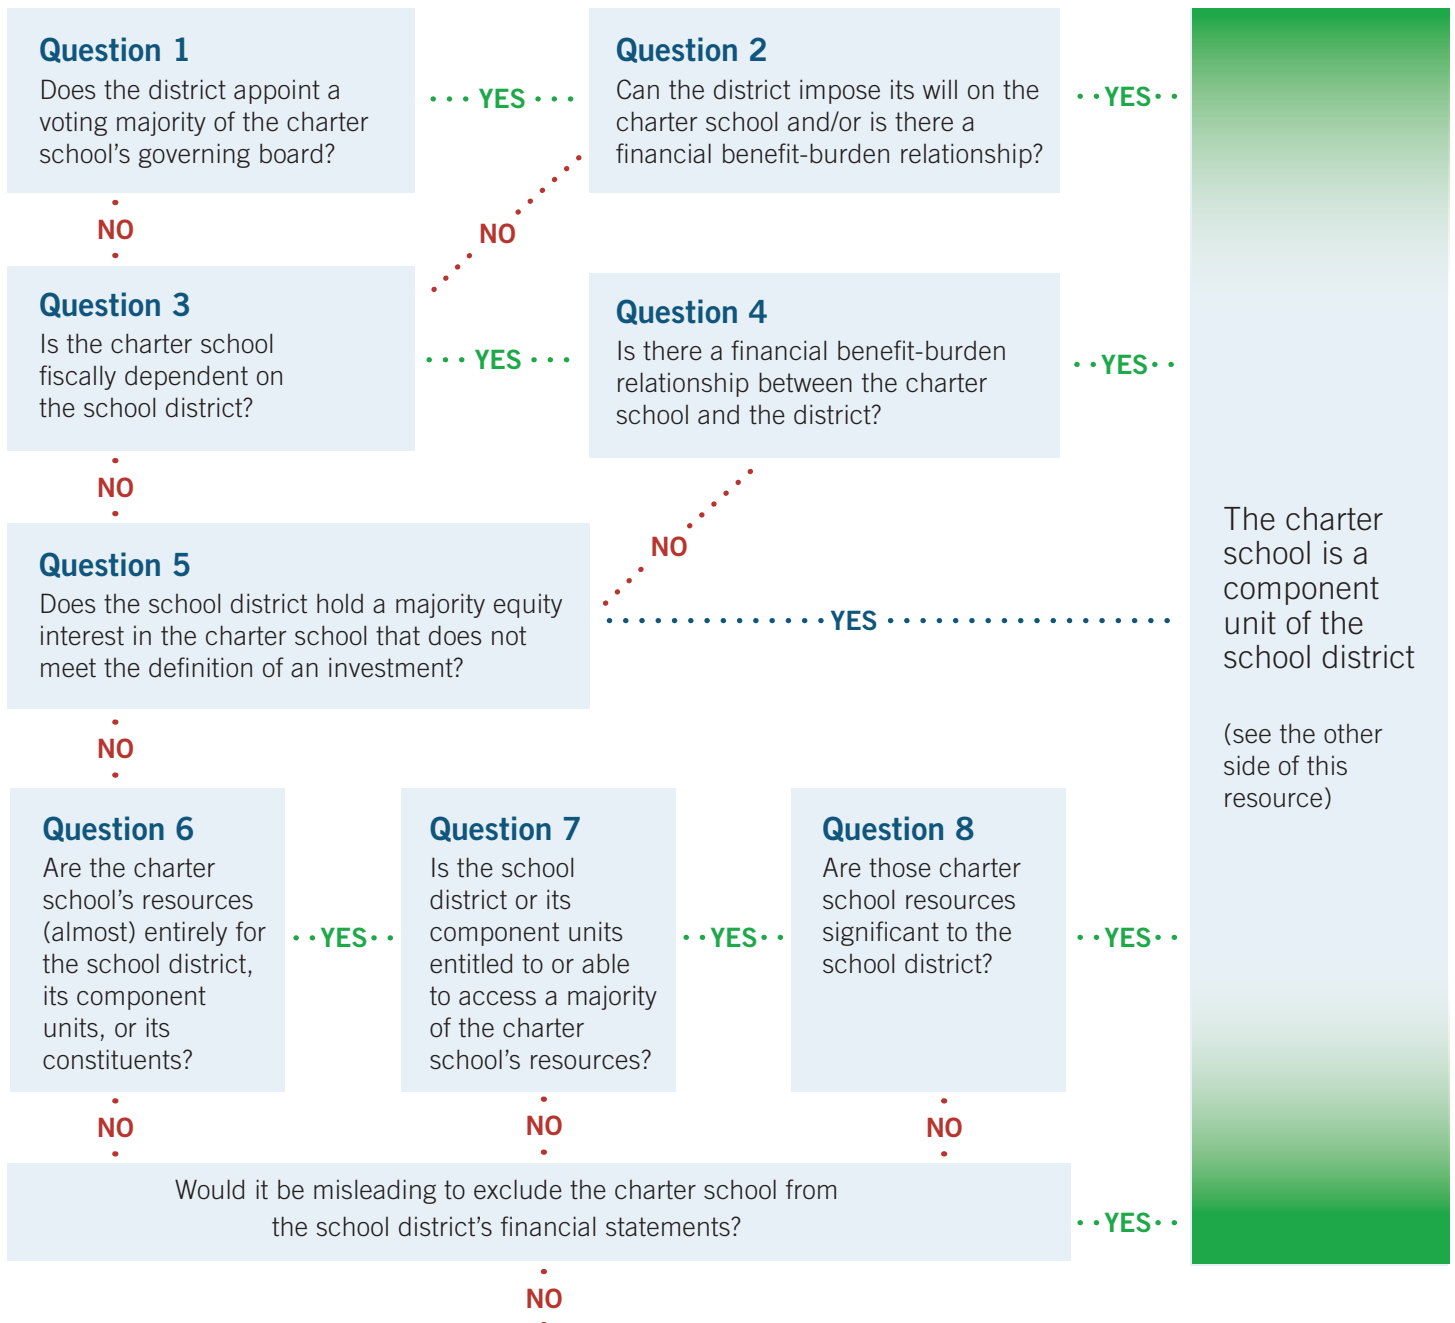 Question 1
Does the district appoint a
voting majority of the charter
school’s governing board?
YES
Question 2
Can the district impose its will on the
charter school and/or is there a
financial benefit-burden relationship?
YES
NO
NO
Question 3
Is the charter school
fiscally dependent on
the school district?
YES
Question 4
Is there a financial benefit-burden
relationship between the charter
school and the district?
YES
NO
NO
Question 5
Does the school district hold a majority equity
interest in the charter school that does not
meet the definition of an investment?
YES
The charter
school is a
component
unit of the
school district
(see the other
side of this
resource)
NO
Question 6
Are the charter
school’s resources
(almost) entirely for
the school district,
its component
units, or its
constituents?
YES
Question 7
Is the school
district or its
component units
entitled to or able
to access a majority
of the charter
school’s resources?
YES
Question 8
Are those charter
school resources
significant to the
school district?
YES
NO
NO
NO
Would it be misleading to exclude the charter school from
the school district’s financial statements?
YES
NO